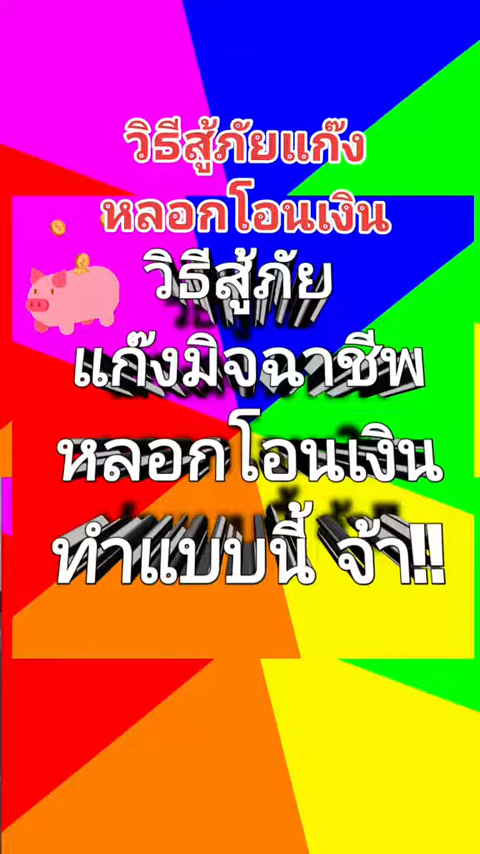 วิธีสู้ภัยแก๊ง
หลอกโอนเงิน
วิธีสู้ภัย
แก๊งมิจฉาชีพ
หลอกโอนเงิน
ทำแบบนี้ จ้า!!